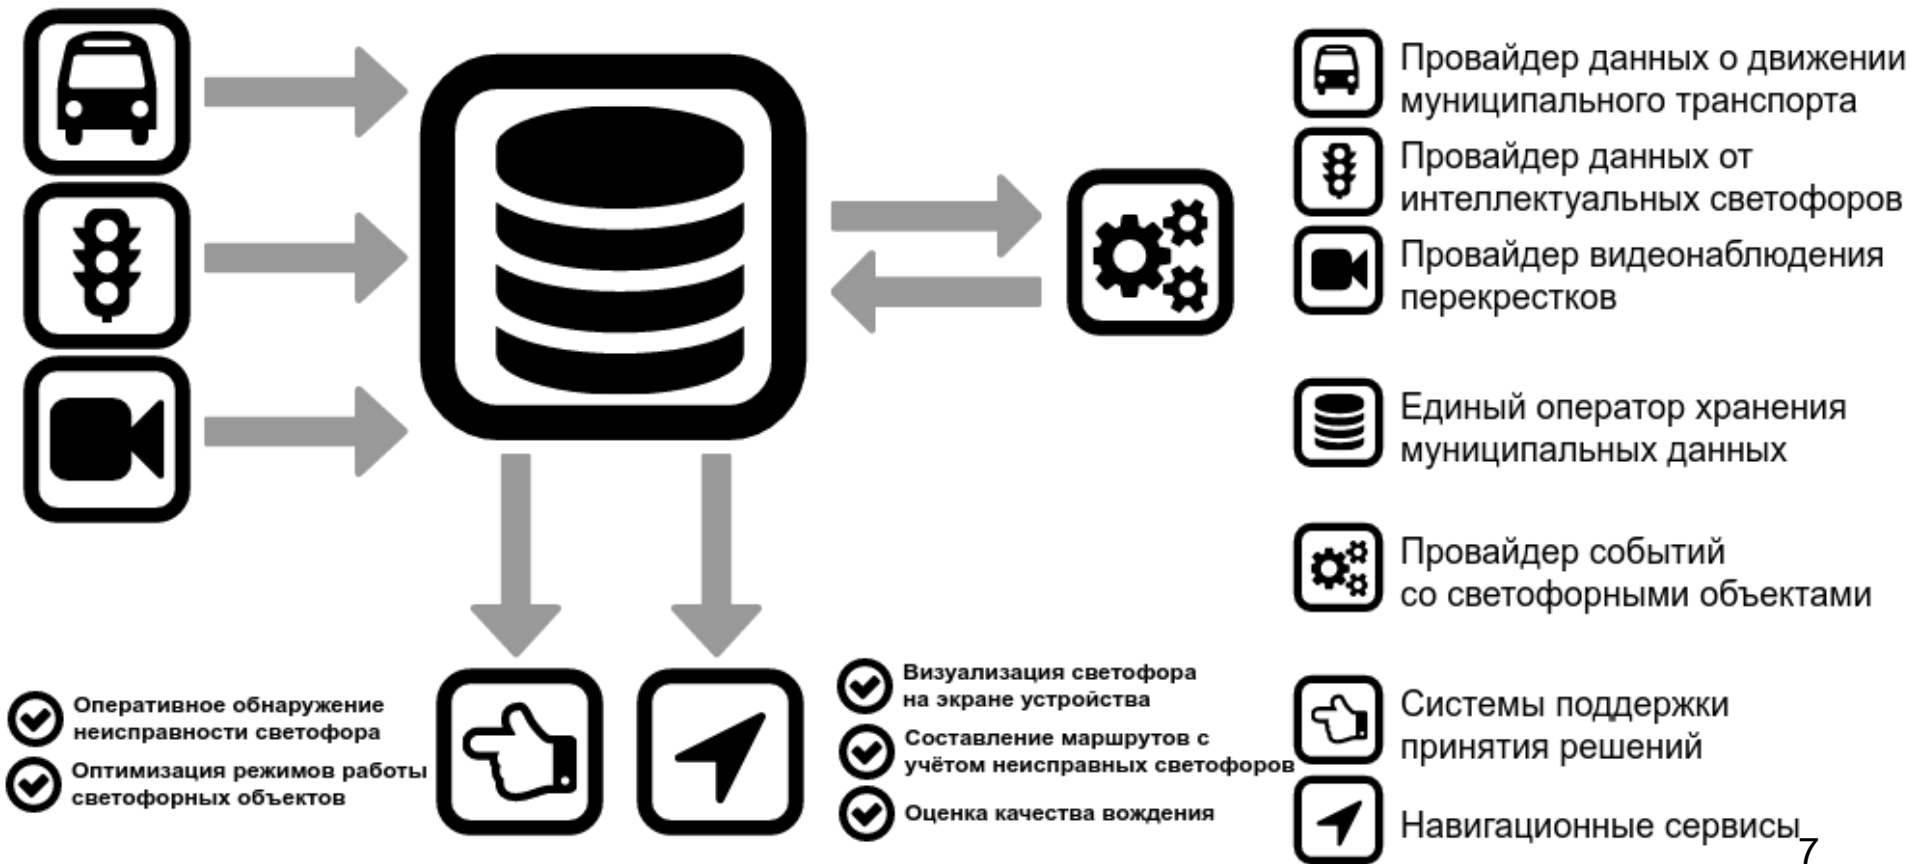 Провайдер данных о движении
муниципального транспорта
Провайдер данных от
интеллектуальных светофоров
Провайдер видеонаблюдения
перекрестков
Единый оператор хранения
муниципальных данных
Провайдер событий
со светофорными объектами
Системы поддержки
принятия решений
Навигационные сервисы
Оперативное обнаружение
неисправности светофора
Оптимизация режимов работы
светофорных объектов
Визуализация светофора
на экране устройства
Составление маршрутов с
учётом неисправных светофоров
Оценка качества вождения
7